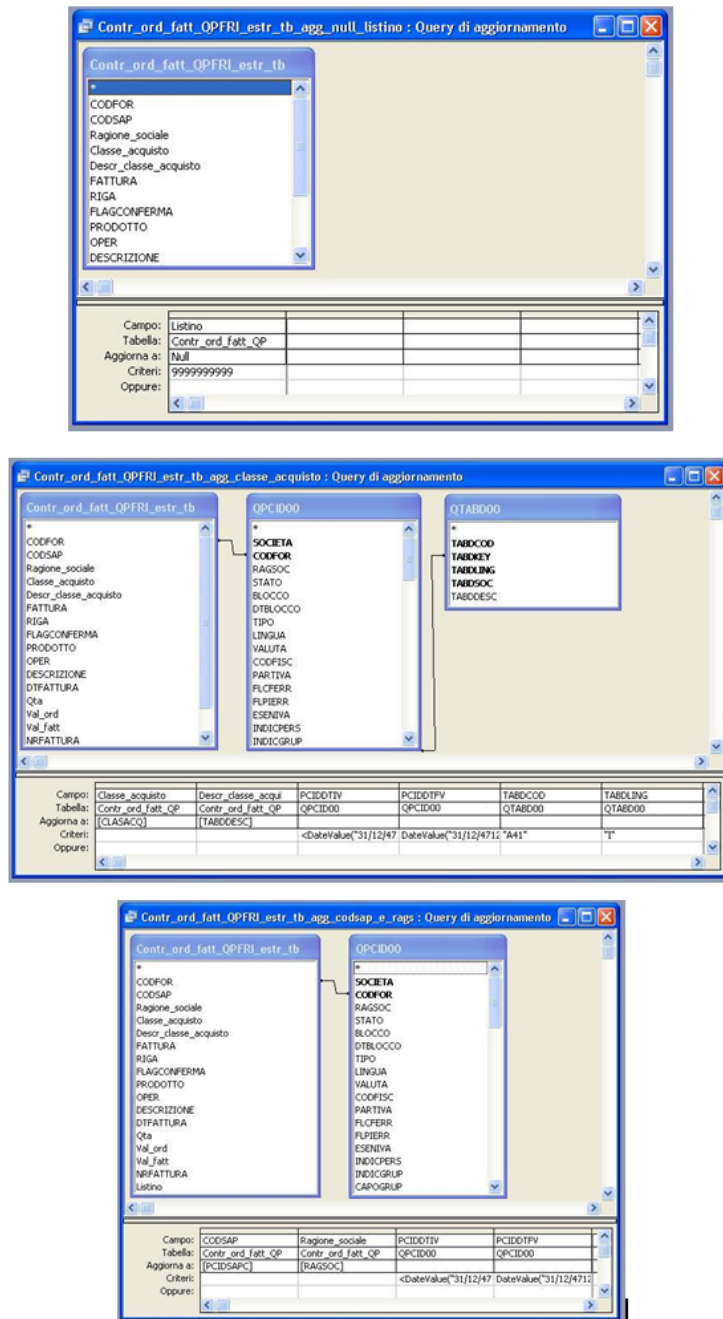 Contr_ord_fatt_QPFRI_estr_tb_agg_null_listino : Query di aggiornamento
Contr_ord_fatt_QPFRI_estr_tb
*
CODFOR
CODSAP
Ragione_sociale
Classe_acquisto
Descr_classe_acquisto
FATTURA
RIGA
FLAGCONFERMA
PRODOTTO
OPER
DESCRIZIONE
Campo: Listino
Tabella: Contr_ord_fatt_QP
Aggiorna a: Null
Criteri: 9999999999
Oppure:
Contr_ord_fatt_QPFRI_estr_tb_agg_classe_acquisto : Query di aggiornamento
Contr_ord_fatt_QPFRI_estr_tb
*
CODFOR
CODSAP
Ragione_sociale
Classe_acquisto
Descr_classe_acquisto
FATTURA
RIGA
FLAGCONFERMA
PRODOTTO
OPER
DESCRIZIONE
DTFATTURA
Qta
Val_ord
Val_fatt
NRFATTURA
QPCID00
*
SOCIETA
CODFOR
RAGSOC
STATO
BLOCCO
DTBLOCCO
TIPO
LINGUA
VALUTA
CODFISC
PARTIVA
FLCFERR
FLPIERR
ESENIVA
INDICPERS
INDICGRUP
QTABD00
*
TABDCOD
TABDKEY
TABDLING
TABDSOC
TABDDESC
Campo: Classe_acquisto Descr_classe_acqui PCIDDTIV PCIDDTFV TABDCOD TABDLING
Tabella: Contr_ord_fatt_QP Contr_ord_fatt_QP QPCID00 QPCID00 QTABD00 QTABD00
Aggiorna a: [CLASACQ] [TABDDESC]
Criteri: <DateValue("31/12/47 DateValue("31/12/4712 "A41" "I"
Oppure:
Contr_ord_fatt_QPFRI_estr_tb_agg_codsap_e_rags : Query di aggiornamento
Contr_ord_fatt_QPFRI_estr_tb
*
CODFOR
CODSAP
Ragione_sociale
Classe_acquisto
Descr_classe_acquisto
FATTURA
RIGA
FLAGCONFERMA
PRODOTTO
OPER
DESCRIZIONE
DTFATTURA
Qta
Val_ord
Val_fatt
NRFATTURA
Listino
QPCID00
*
SOCIETA
CODFOR
RAGSOC
STATO
BLOCCO
DTBLOCCO
TIPO
LINGUA
VALUTA
CODFISC
PARTIVA
FLCFERR
FLPIERR
ESENIVA
INDICPERS
INDICGRUP
CAPOGRUP
Campo: CODSAP Ragione_sociale PCIDDTIV PCIDDTFV
Tabella: Contr_ord_fatt_QP Contr_ord_fatt_QP QPCID00 QPCID00
Aggiorna a: [PCIDSAPC] [RAGSOC]
Criteri: <DateValue("31/12/47 DateValue("31/12/4712
Oppure: